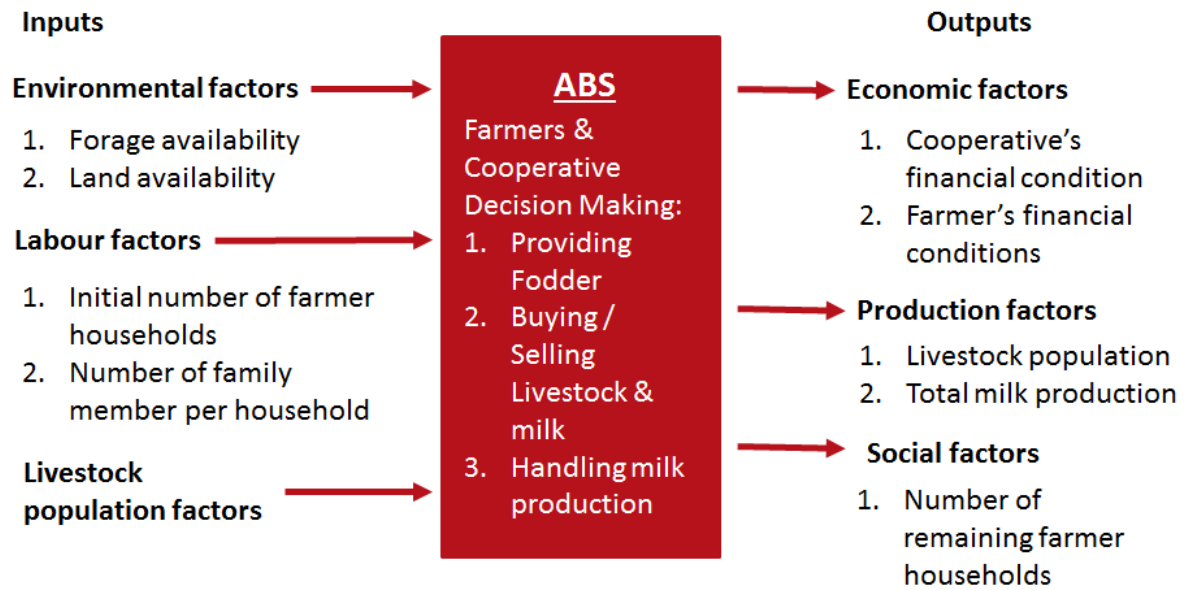 Inputs
Environmental factors
1. Forage availability
2. Land availability
Labour factors
1. Initial number of farmer
households
2. Number of family
member per household
Livestock
population factors
ABS
Farmers &
Cooperative
Decision Making:
1. Providing
Fodder
2. Buying /
Selling
Livestock &
milk
3. Handling milk
production
Outputs
Economic factors
1. Cooperative's
financial condition
2. Farmer's financial
conditions
Production factors
1. Livestock population
2. Total milk production
Social factors
1. Number of
remaining farmer
households